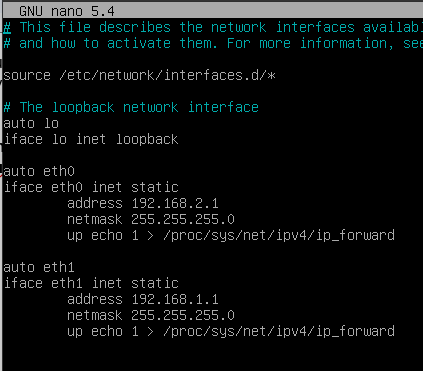 GNU nano 5.4
# This file describes the network interfaces
# and how to activate them. For more information,
source /etc/network/interfaces.d/*
# The loopback network interface
auto lo
iface lo inet loopback
auto eth0
iface eth0 inet static
address 192.168.2.1
netmask 255.255.255.0
up echo 1 > /proc/sys/net/ipv4/ip_forward
auto eth1
iface eth1 inet static
address 192.168.1.1
netmask 255.255.255.0
up echo 1 > /proc/sys/net/ipv4/ip_forward